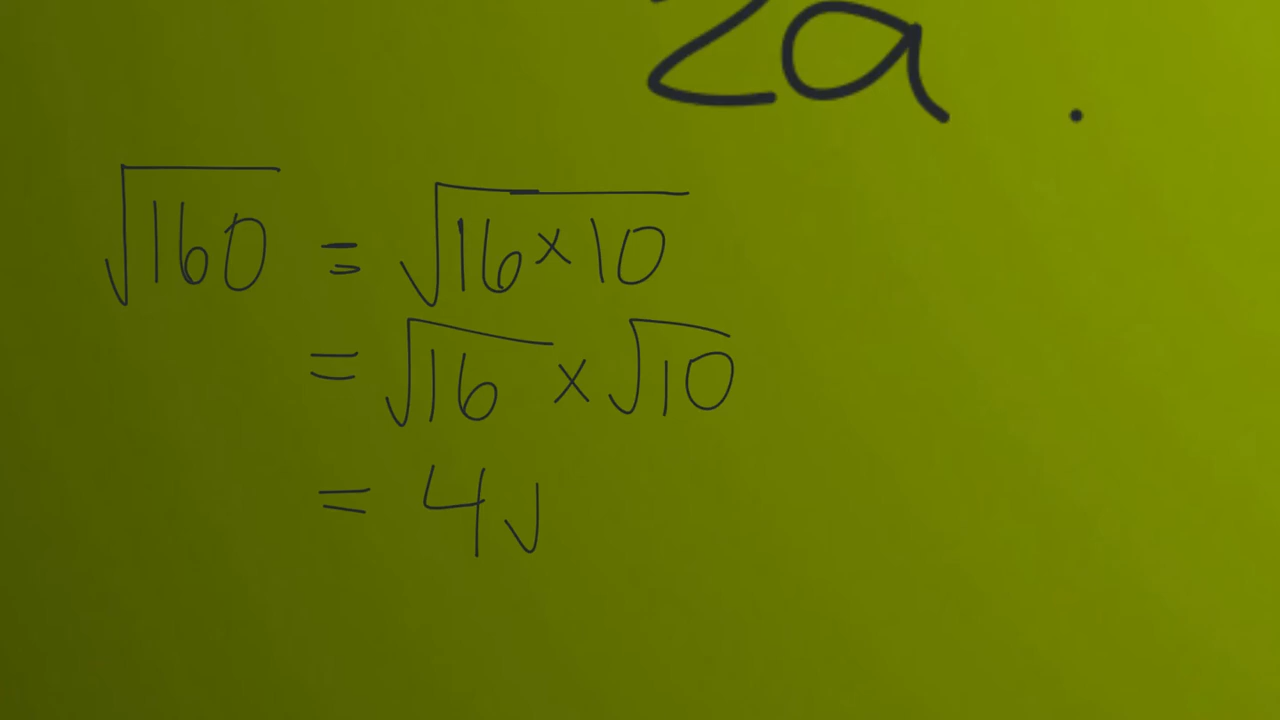 2a .
√160 = √16×10
= √16 × √10
= 4√